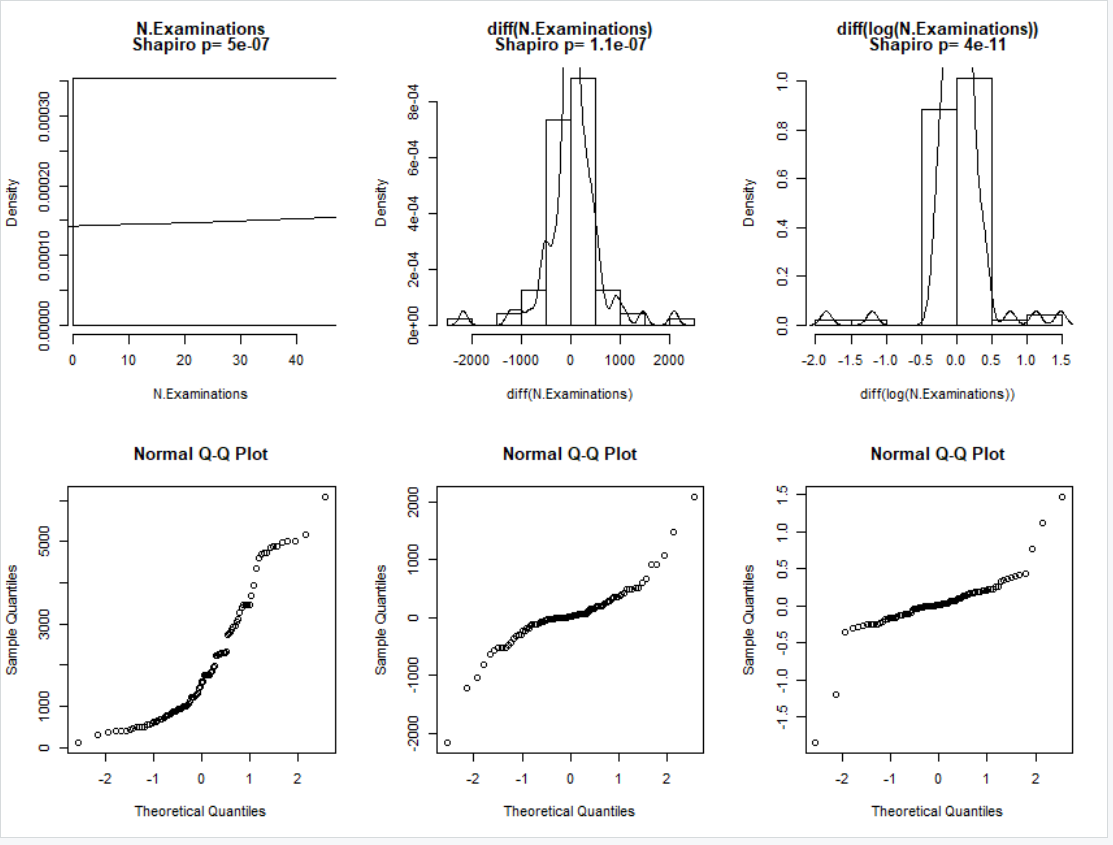 N.Examinations
Shapiro p= 5e-07
diff(N.Examinations)
Shapiro p= 1.1e-07
diff(log(N.Examinations))
Shapiro p= 4e-11
Density
0.00000 0.00010 0.00020 0.00030
0 10 20 30 40
N.Examinations
Density
0e+00 2e-04 4e-04 6e-04 8e-04
-2000 -1000 0 1000 2000
diff(N.Examinations)
Density
0.0 0.2 0.4 0.6 0.8 1.0
-2.0 -1.5 -1.0 -0.5 0.0 0.5 1.0 1.5
diff(log(N.Examinations))
Normal Q-Q Plot
Sample Quantiles
0 1000 3000 5000
-2 -1 0 1 2
Theoretical Quantiles
Normal Q-Q Plot
Sample Quantiles
-2000 -1000 0 1000 2000
-2 -1 0 1 2
Theoretical Quantiles
Normal Q-Q Plot
Sample Quantiles
-1.5 -1.0 -0.5 0.0 0.5 1.0 1.5
-2 -1 0 1 2
Theoretical Quantiles